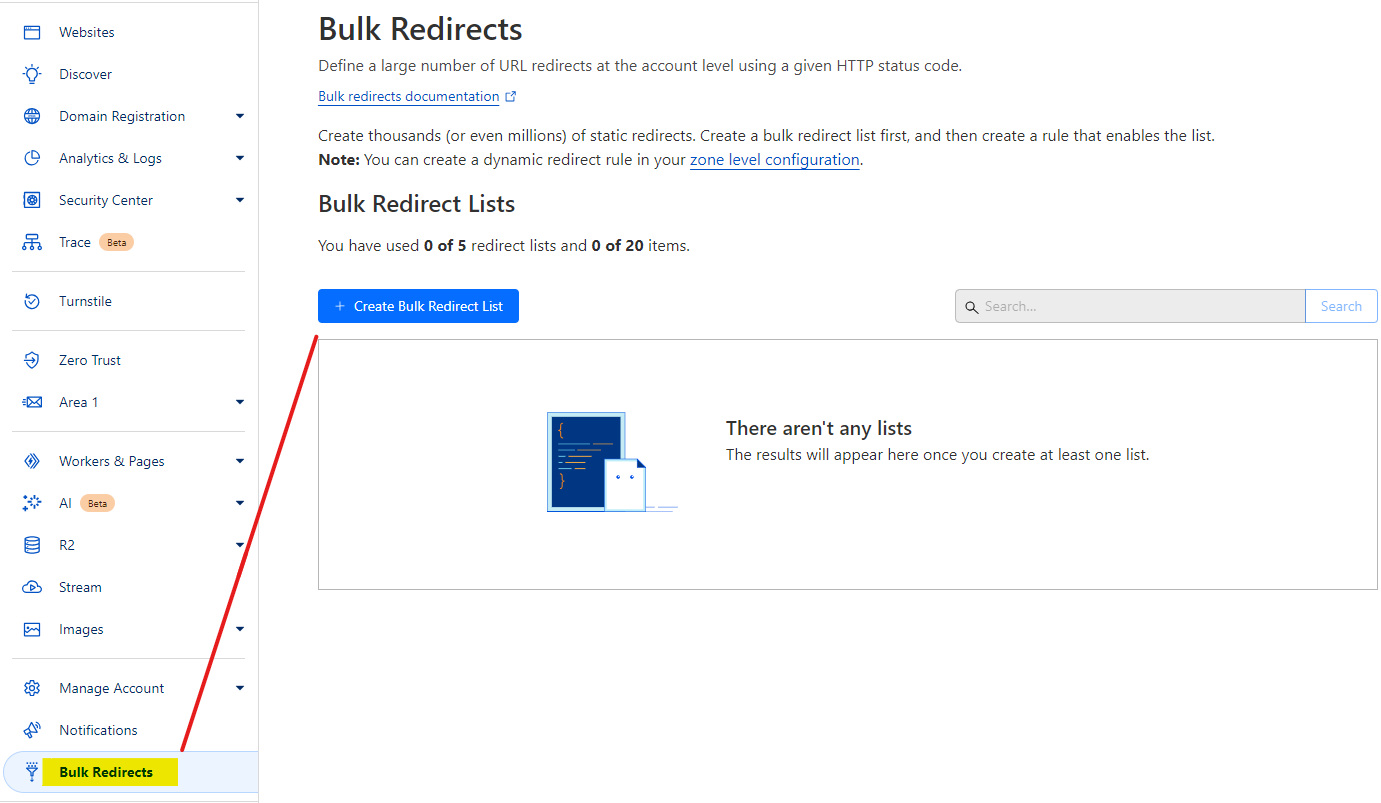 Websites
Discover
Domain Registration
Analytics & Logs
Security Center
Trace Beta
Turnstile
Zero Trust
Area 1
Workers & Pages
AI Beta
R2
Stream
Images
Manage Account
Notifications
Bulk Redirects
Bulk Redirects
Define a large number of URL redirects at the account level using a given HTTP status code.
Bulk redirects documentation
Create thousands (or even millions) of static redirects. Create a bulk redirect list first, and then create a rule that enables the list.
Note: You can create a dynamic redirect rule in your zone level configuration.
Bulk Redirect Lists
You have used 0 of 5 redirect lists and 0 of 20 items.
+ Create Bulk Redirect List
Search...
Search
{
}
There aren't any lists
The results will appear here once you create at least one list.